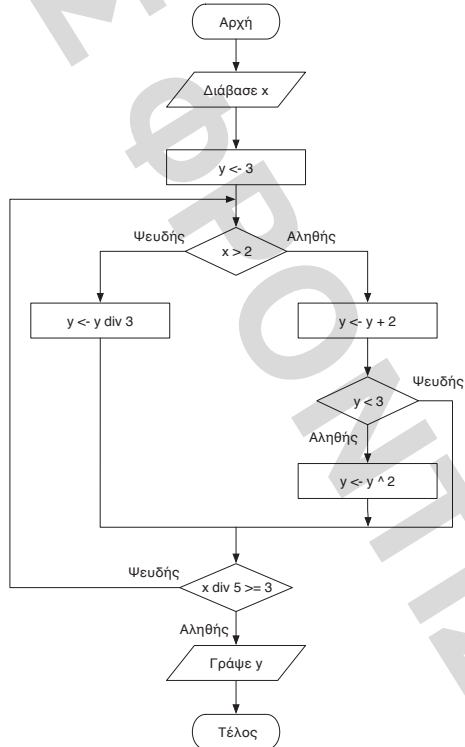 Αρχή
Διάβασε x
y <- 3
Ψευδής
Αληθής
x > 2
y <- y div 3
y <- y + 2
Ψευδής
y < 3
Αληθής
y <- y ^ 2
Ψευδής
x div 5 >= 3
Αληθής
Γράψε y
Τέλος